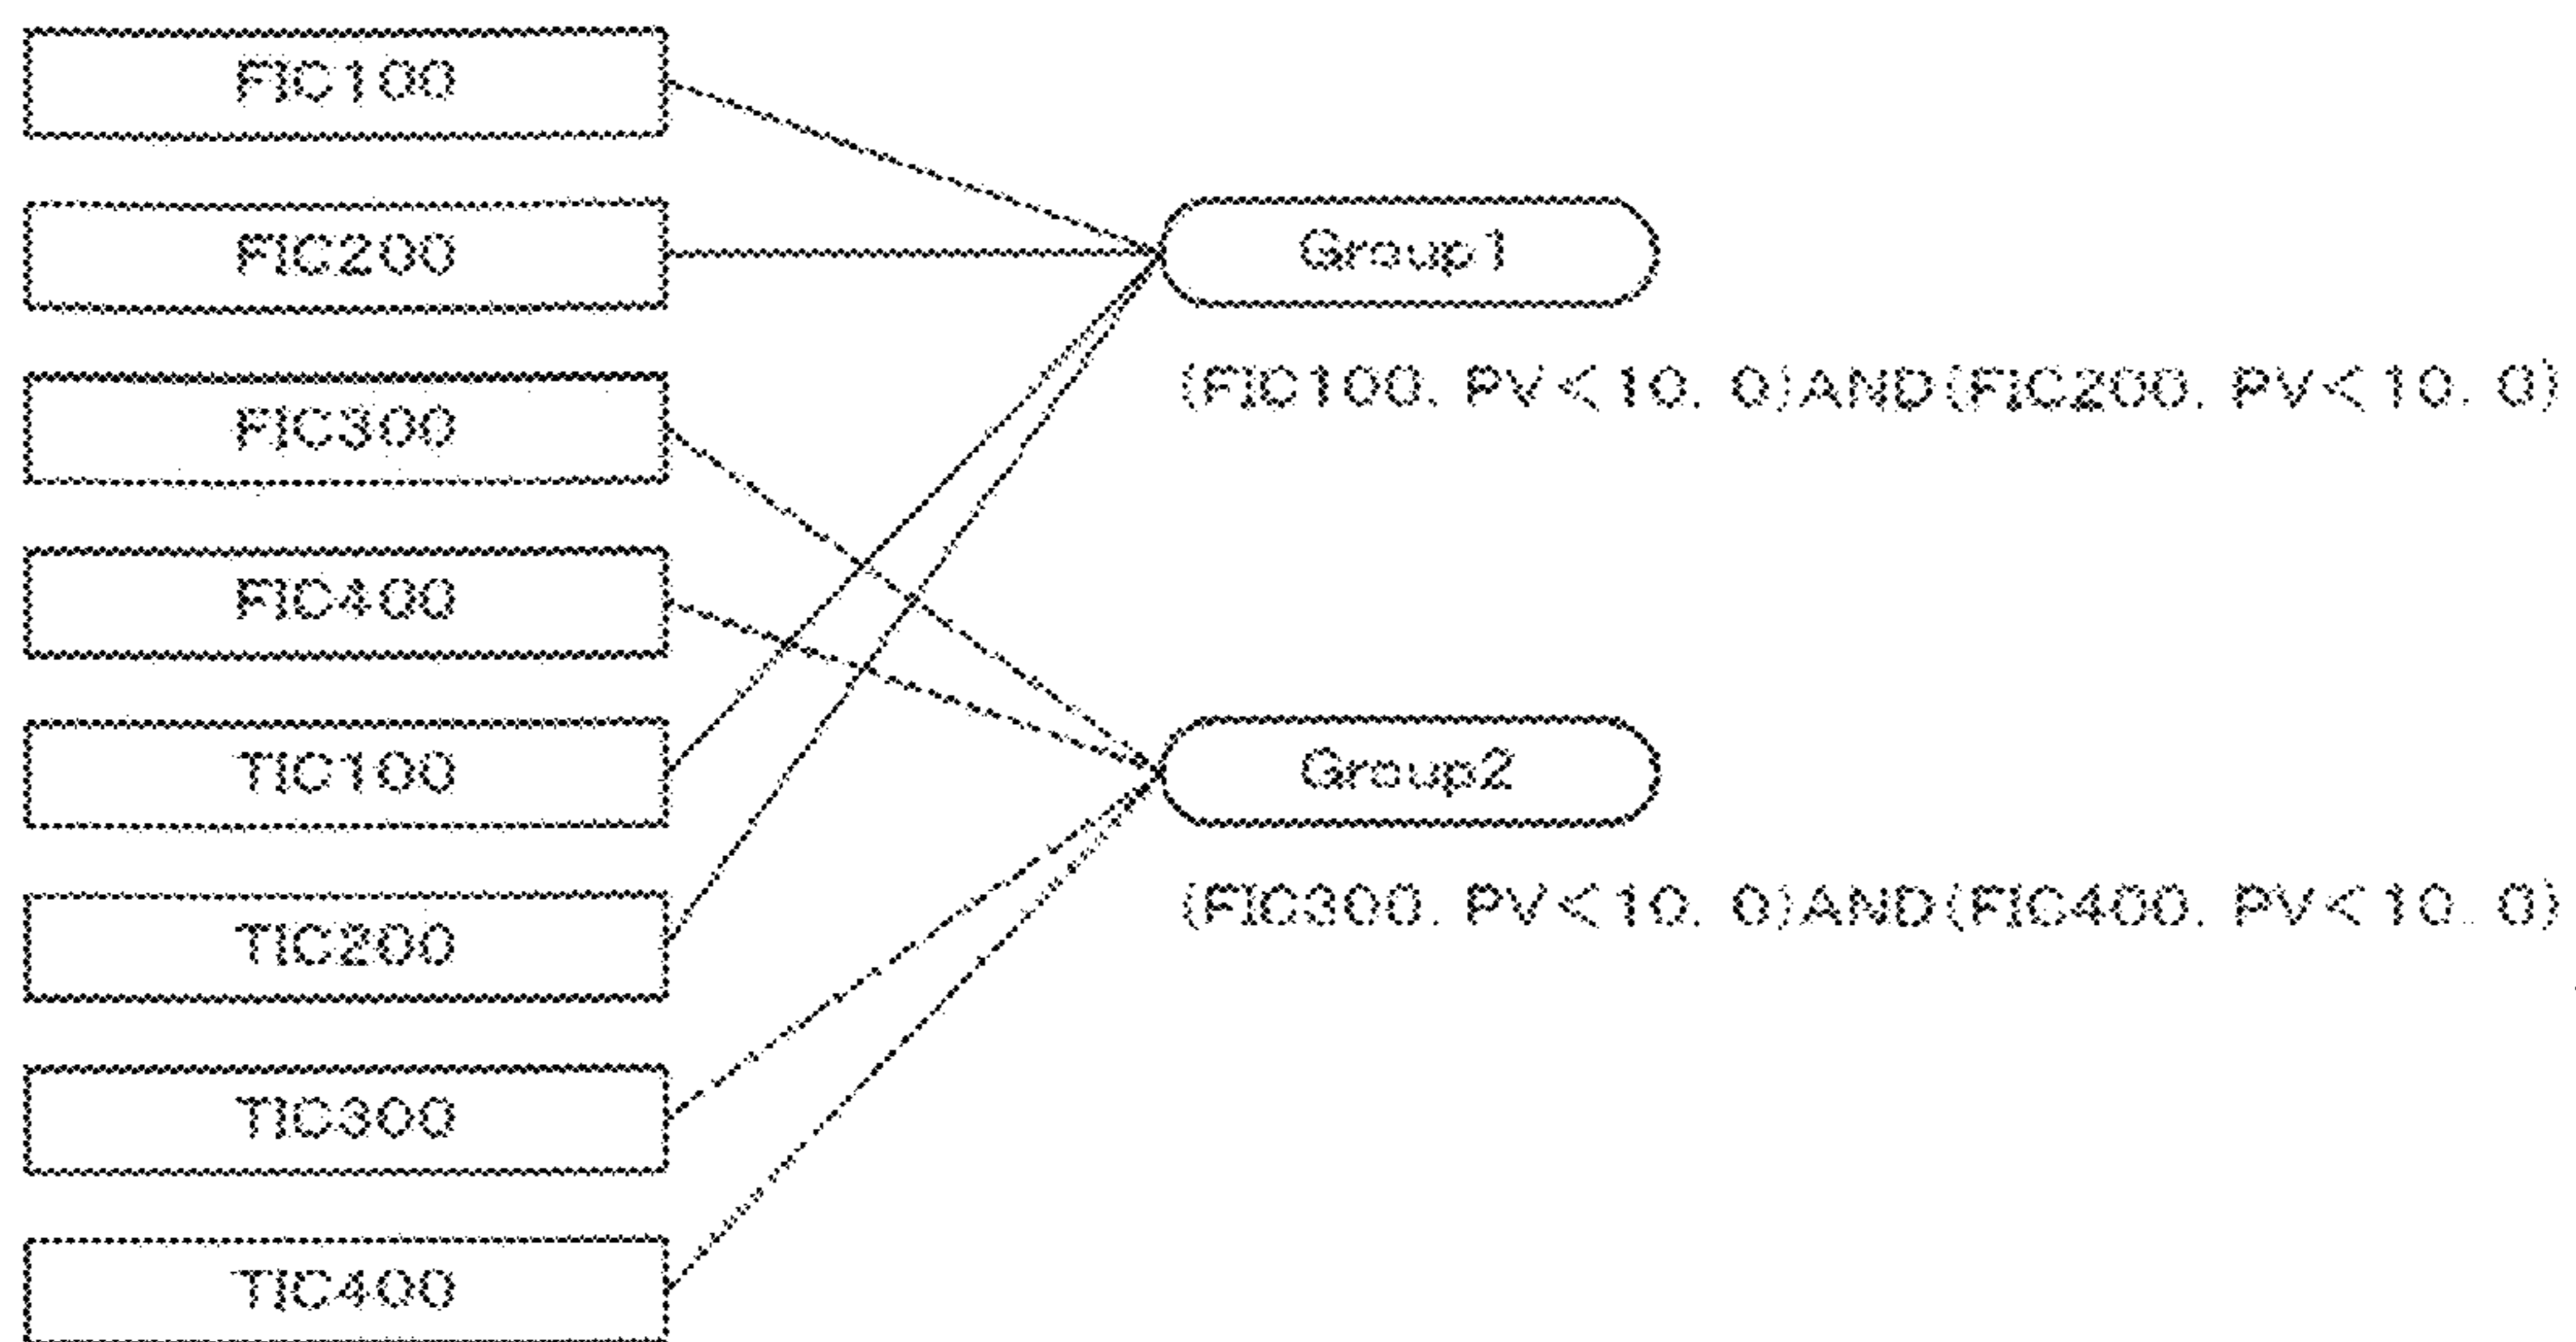 FIC100
FIC200
FIC300
FIC400
TIC100
TIC200
TIC300
TIC400
Group1
(FIC100. PV<10. 0)AND(FIC200. PV<10. 0)
Group2
(FIC300. PV<10. 0)AND(FIC400. PV<10. 0)